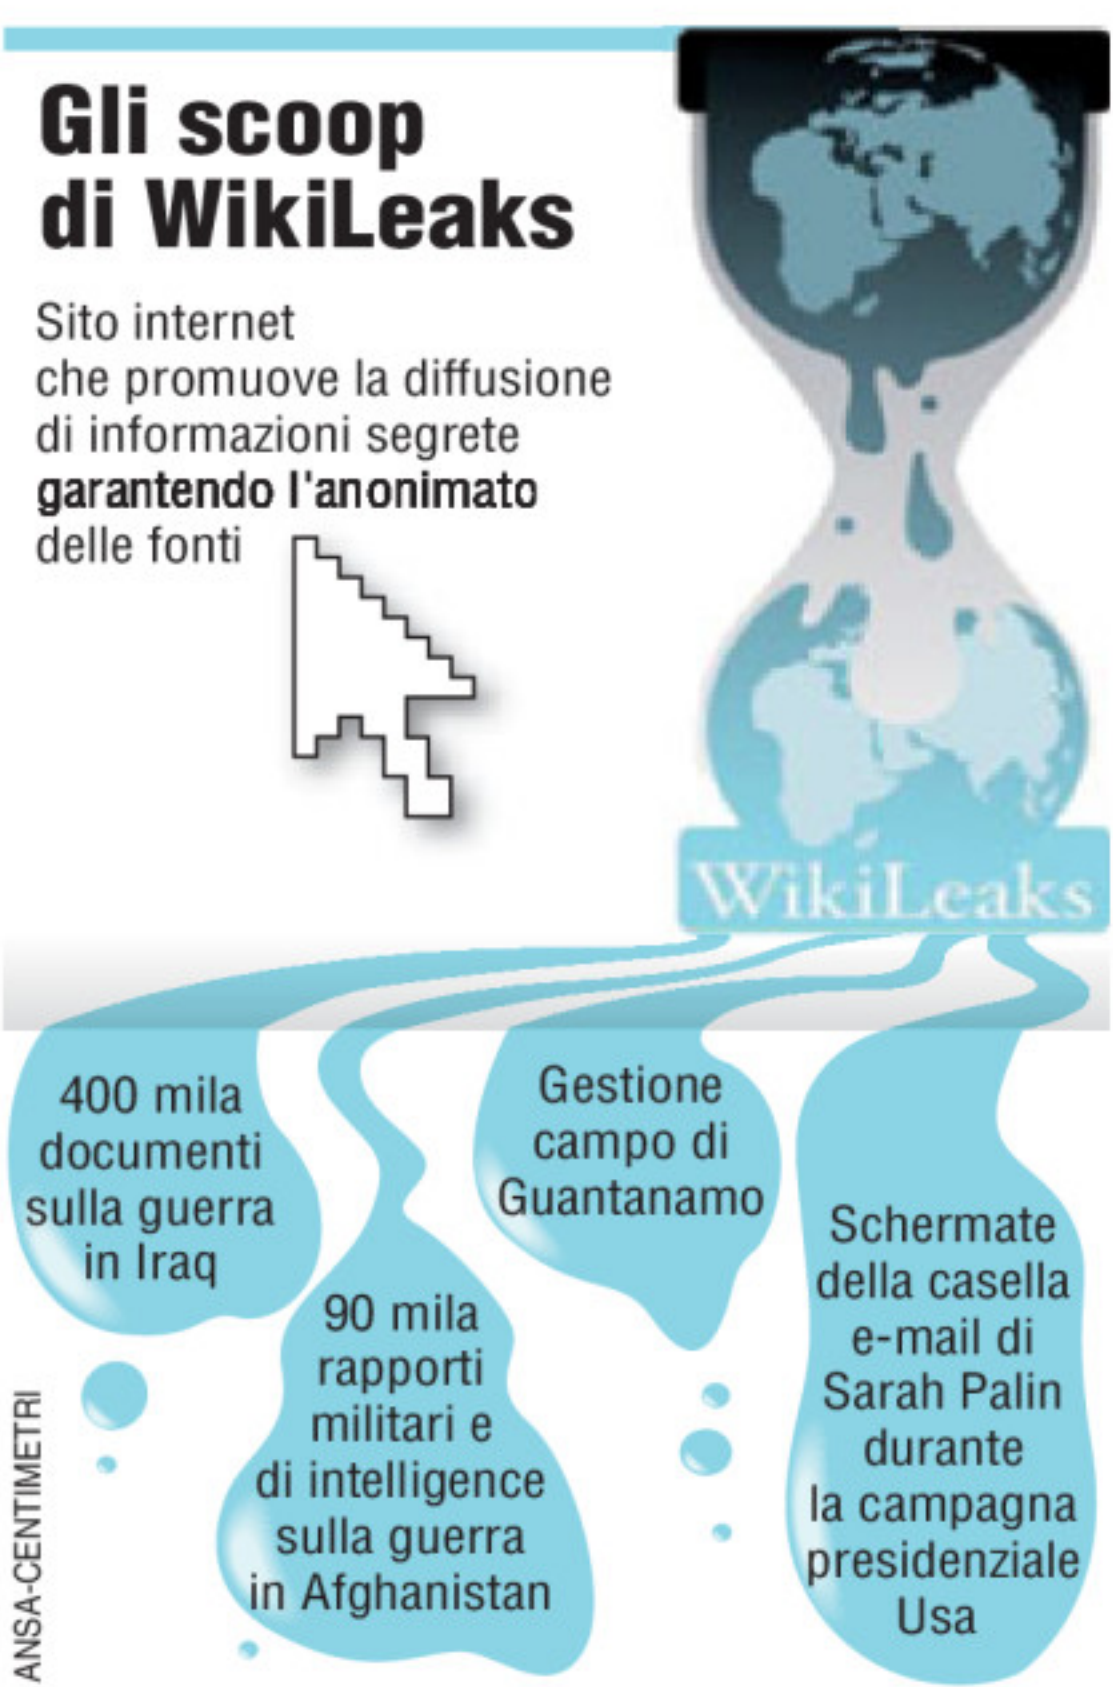 Gli scoop
di WikiLeaks
Sito internet
che promuove la diffusione
di informazioni segrete
garantendo l'anonimato
delle fonti
WikiLeaks
400 mila
documenti
sulla guerra
in Iraq
90 mila
rapporti
militari e
di intelligence
sulla guerra
in Afghanistan
Gestione
campo di
Guantanamo
Schermate
della casella
e-mail di
Sarah Palin
durante
la campagna
presidenziale
Usa
ANSA-CENTIMETRI